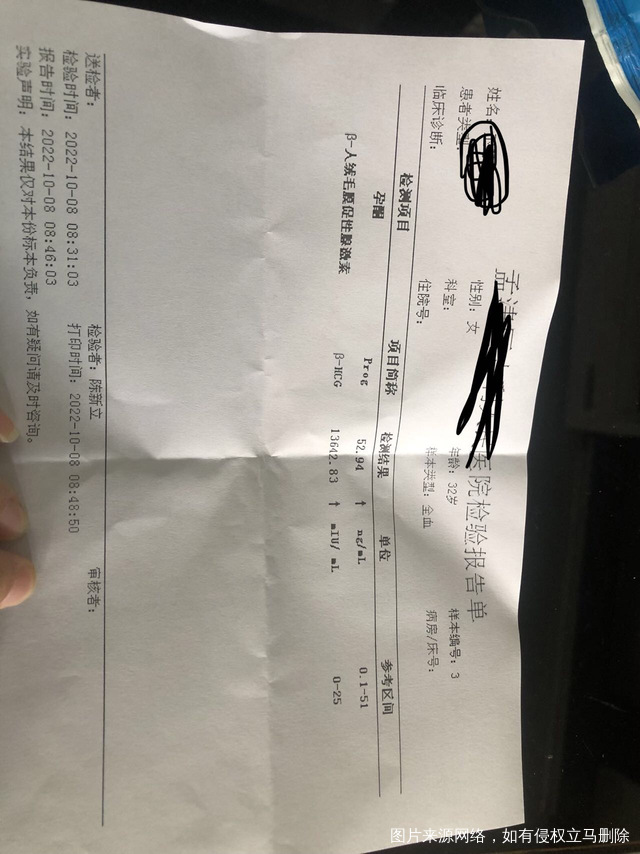 医院检验报告单
姓名
性别：女
年龄：32岁
样本编号：3
患者类型
科室：
样本类型：全血
病房/床号：
临床诊断：
住院号：
检测项目 项目简称 检测结果 单位 参考区间
孕酮 Prog 52.94 ↑ ng/mL 0.1-51
β-人绒毛膜促性腺激素 β-HCG 13642.83 ↑ mIU/mL 0-25
送检者： 检验者：陈新立 审核者：
检验时间：2022-10-08 08:31:03
报告时间：2022-10-08 08:46:03 打印时间：2022-10-08 08:48:50
实验声明：本结果仅对本份标本负责，如有疑问请及时咨询。
图片来源网络，如有侵权立马删除